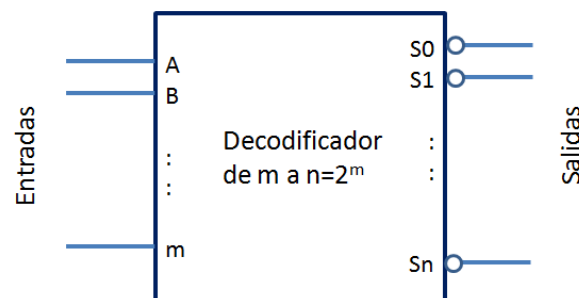 Entradas
A
B
:
:
m
Decodificador
de m a n=2ᵐ
S0
S1
:
:
Sn
Salidas